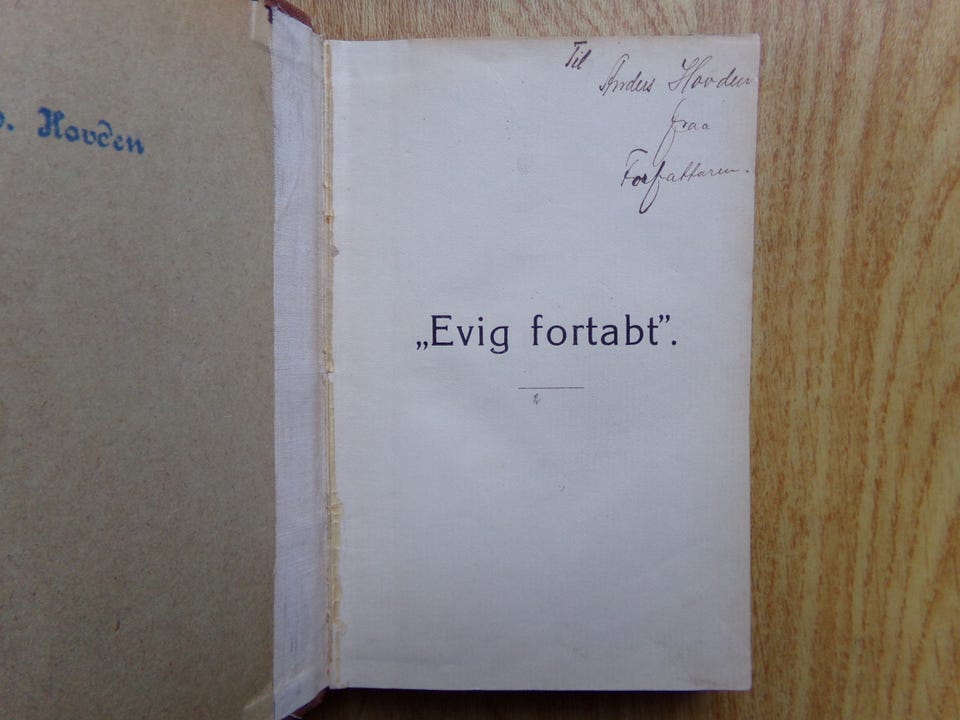 Hovden
Til
Anders Hovden
fraa
Forfattaren.
„Evig fortabt”.